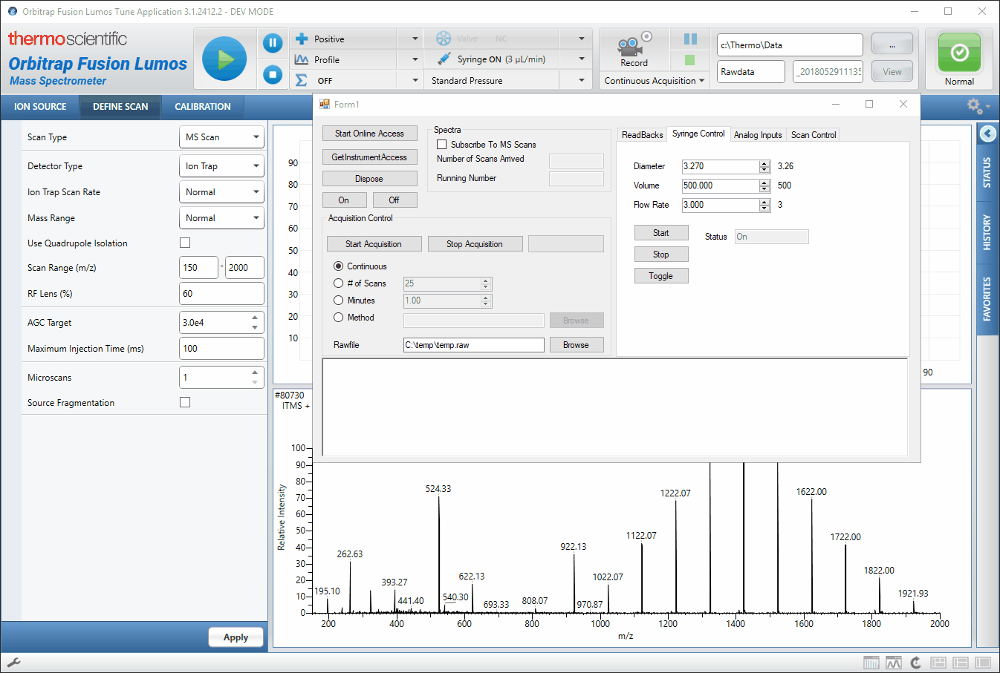 Orbitrap Fusion Lumos Tune Application 3.1.2412.2 - DEV MODE
thermo scientific
Orbitrap Fusion Lumos
Mass Spectrometer
Positive
Profile
OFF
Valve NC
Syringe ON (3 µL/min)
Standard Pressure
Record
Continuous Acquisition
c:\Thermo\Data
...
Rawdata
_2018052911135
View
Normal
ION SOURCE
DEFINE SCAN
CALIBRATION
Scan Type
MS Scan
Detector Type
Ion Trap
Ion Trap Scan Rate
Normal
Mass Range
Normal
Use Quadrupole Isolation
Scan Range (m/z)
150 - 2000
RF Lens (%)
60
AGC Target
3.0e4
Maximum Injection Time (ms)
100
Microscans
1
Source Fragmentation
Apply
90
80
70
60
50
40
30
20
10
90
Form1
Start Online Access
GetInstrumentAccess
Dispose
On
Off
Spectra
Subscribe To MS Scans
Number of Scans Arrived
Running Number
Acquisition Control
Start Acquisition
Stop Acquisition
Continuous
# of Scans
25
Minutes
1.00
Method
Browse
Rawfile
C:\temp\temp.raw
Browse
ReadBacks
Syringe Control
Analog Inputs
Scan Control
Diameter
3.270
3.26
Volume
500.000
500
Flow Rate
3.000
3
Start
Status
On
Stop
Toggle
STATUS
HISTORY
FAVORITES
#80730
ITMS +
Relative Intensity
100
90
80
70
60
50
40
30
20
10
0
195.10
262.63
393.27
441.40
524.33
540.30
622.13
693.33
808.07
922.13
970.87
1022.07
1122.07
1222.07
1622.00
1722.00
1822.00
1921.93
200
400
600
800
1000
1200
1400
1600
1800
2000
m/z